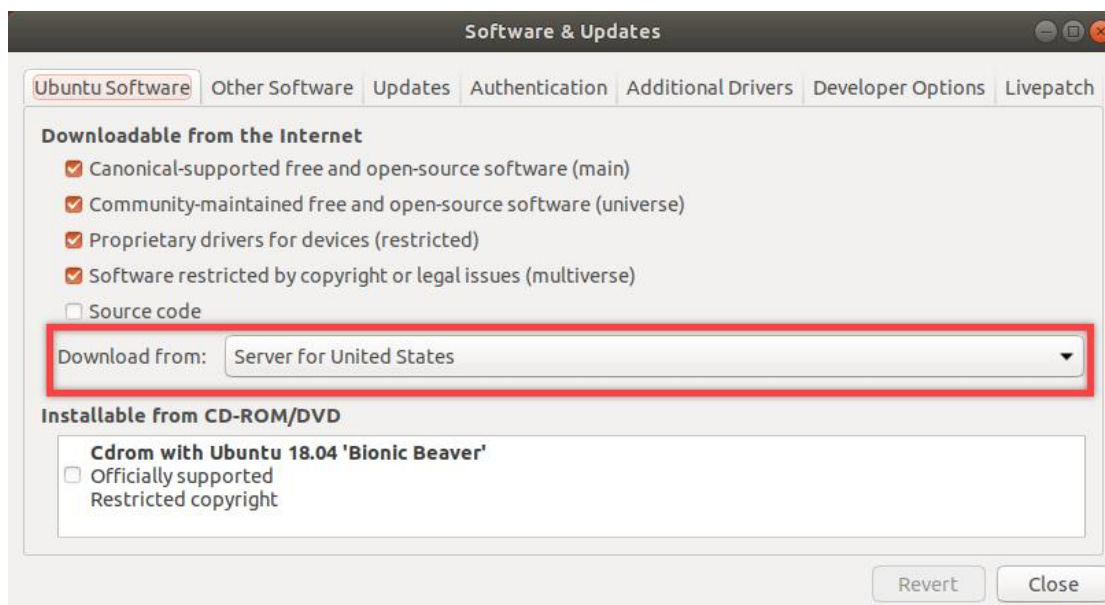 Software & Updates
Ubuntu Software Other Software Updates Authentication Additional Drivers Developer Options Livepatch
Downloadable from the Internet
Canonical-supported free and open-source software (main)
Community-maintained free and open-source software (universe)
Proprietary drivers for devices (restricted)
Software restricted by copyright or legal issues (multiverse)
Source code
Download from: Server for United States
Installable from CD-ROM/DVD
Cdrom with Ubuntu 18.04 'Bionic Beaver'
Officially supported
Restricted copyright
Revert Close